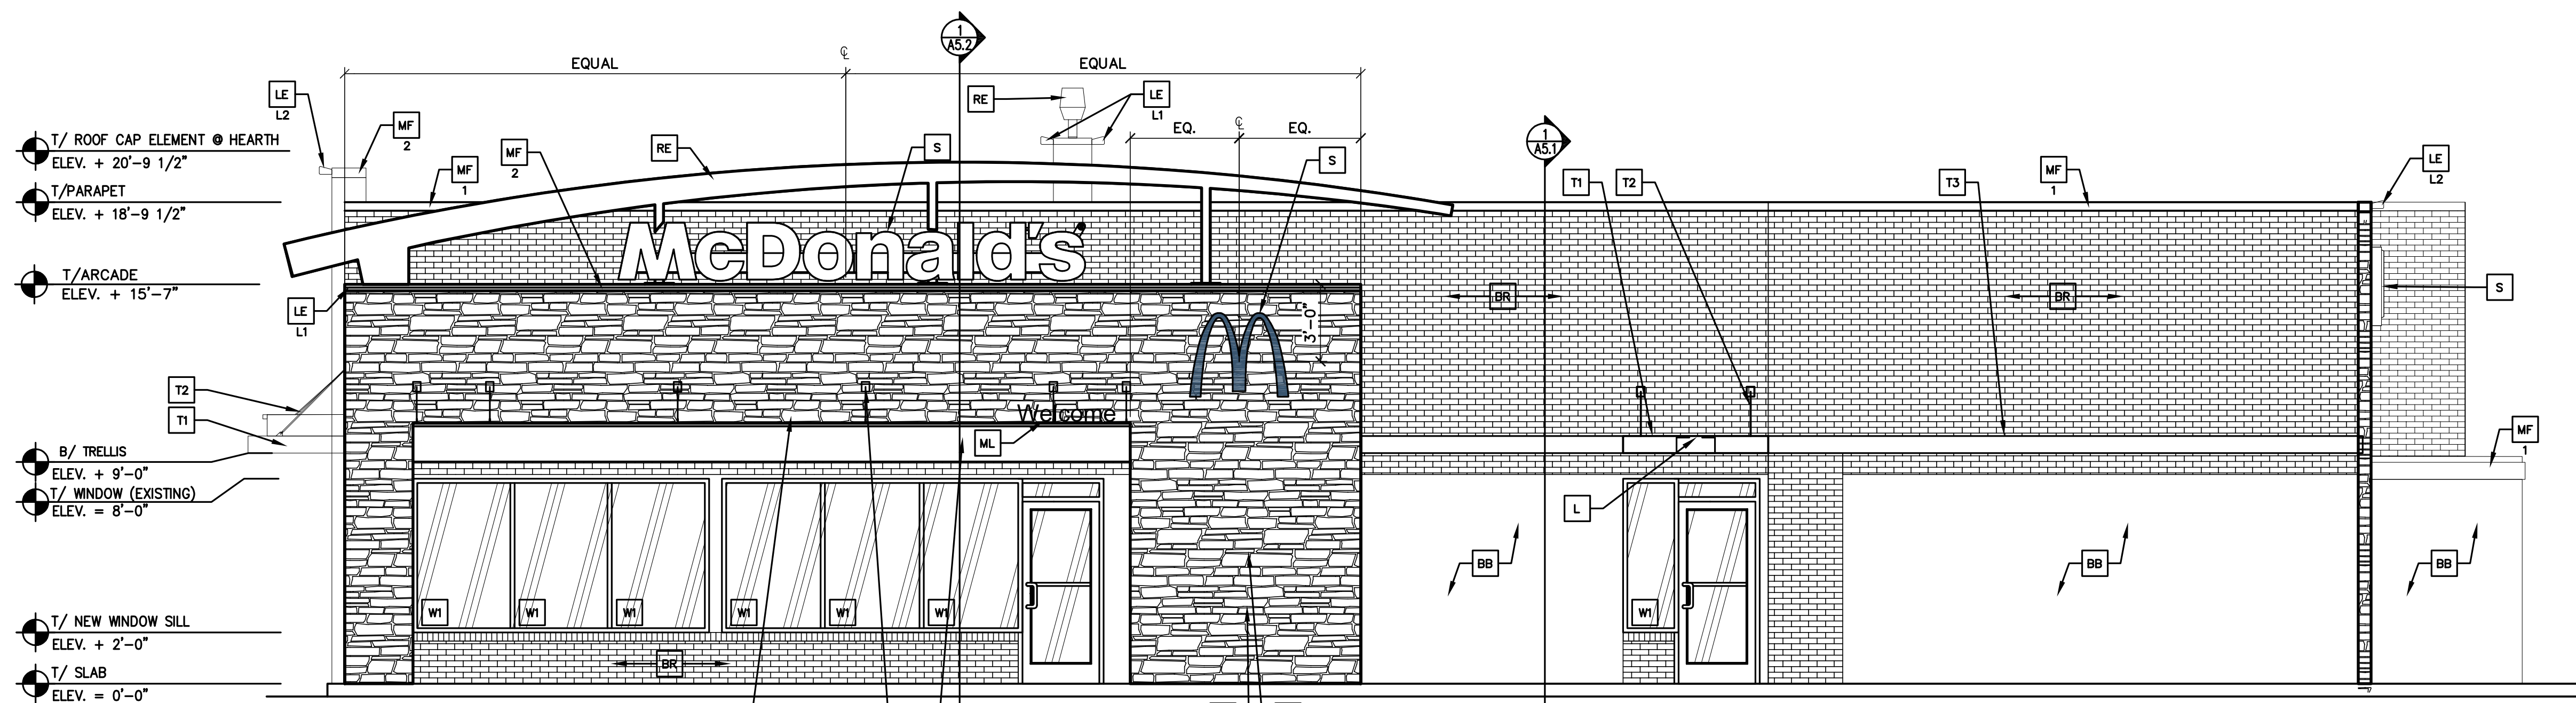 1
A5.2
℄
EQUAL
EQUAL
LE
L2
MF
2
RE
LE
L1
EQ.
℄
EQ.
1
A5.1
T/ ROOF CAP ELEMENT @ HEARTH
ELEV. + 20'-9 1/2"
MF
1
MF
2
RE
S
S
T1
T2
T3
MF
1
LE
L2
T/PARAPET
ELEV. + 18'-9 1/2"
McDonald's
T/ARCADE
ELEV. + 15'-7"
LE
L1
3'-0"
BR
BR
S
T2
T1
Welcome
ML
MF
1
B/ TRELLIS
ELEV. + 9'-0"
T/ WINDOW (EXISTING)
ELEV. = 8'-0"
L
BB
BB
BB
W1
W1
W1
W1
W1
W1
W1
T/ NEW WINDOW SILL
ELEV. + 2'-0"
BR
T/ SLAB
ELEV. = 0'-0"